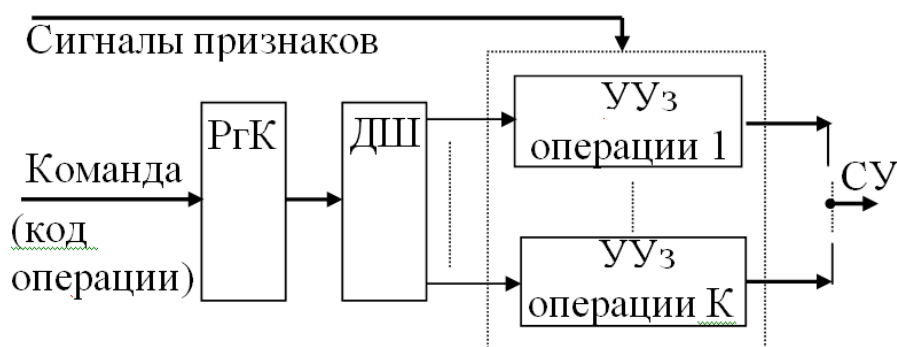 Сигналы признаков
РгК
ДШ
УУз
операции 1
Команда
(код
операции)
СУ
УУз
операции К